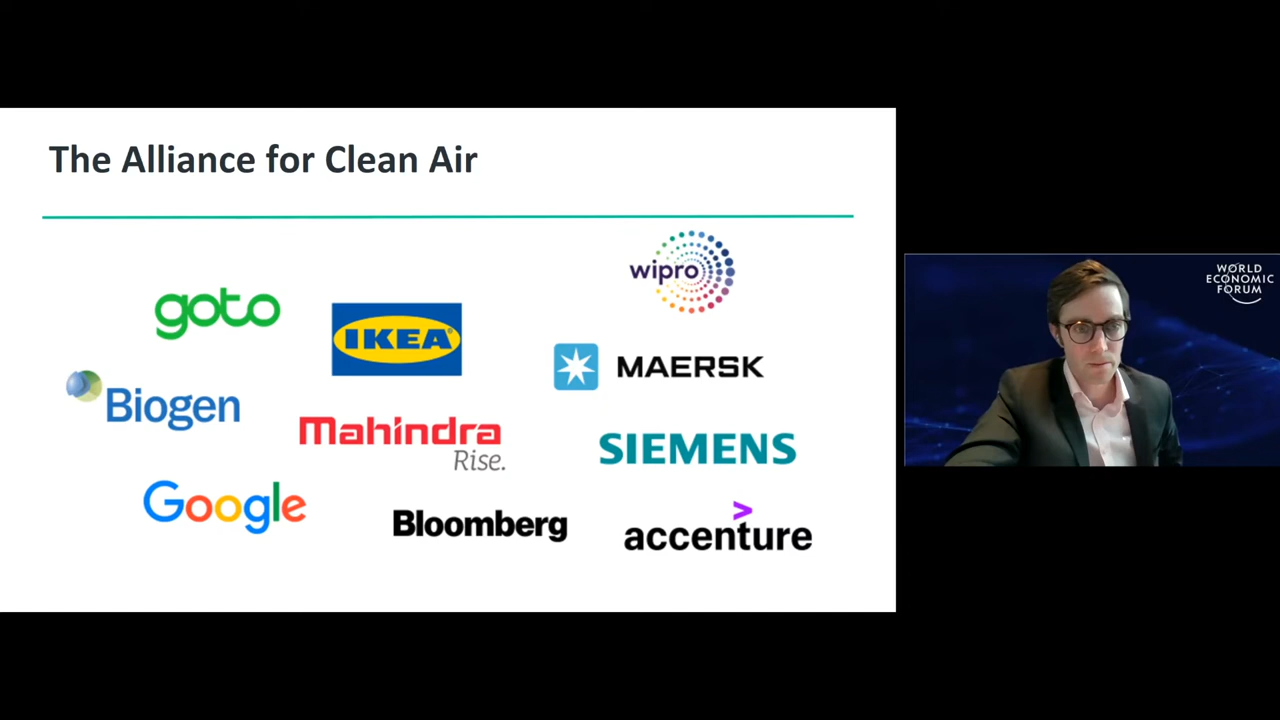 The Alliance for Clean Air
wipro
goto
IKEA
MAERSK
Biogen
Mahindra
Rise.
SIEMENS
Google
Bloomberg
>
accenture
WORLD
ECONOMIC
FORUM